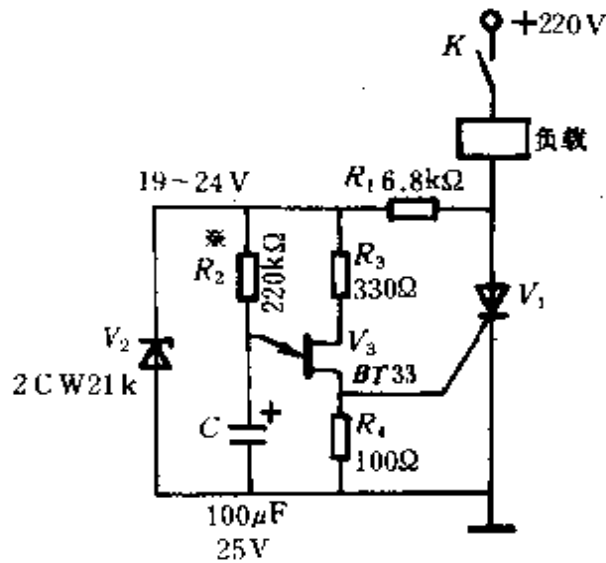 +220V
K
负载
19~24V
R₁ 6.8kΩ
※
R₂
220kΩ
R₃
330Ω
V₁
V₂
2CW21k
V₃
BT33
C
+
R₄
100Ω
100μF
25V